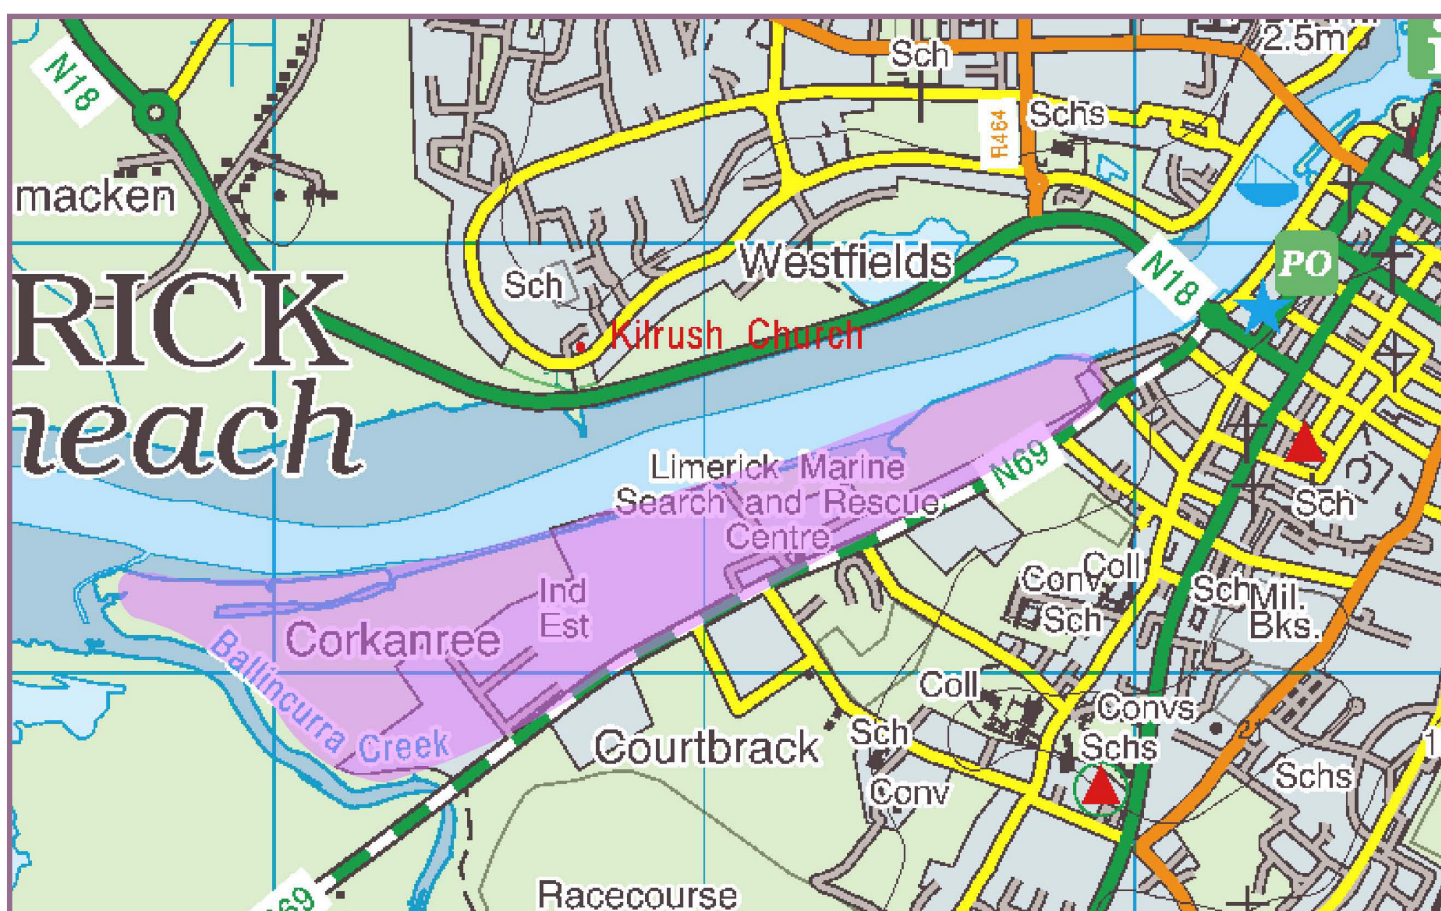 2.5m
Sch
N18
Schs
R464
macken
Westfields
N18
PO
Sch
RICK
Kilrush Church
neach
Limerick Marine
Search and Rescue
Centre
N69
Sch
Ind
Est
Conv
Coll
Sch
Sch
Mil.
Bks.
Corkanree
Ballincurra Creek
Coll
Convs
Courtbrack
Sch
Schs
Schs
Conv
1
69
Racecourse